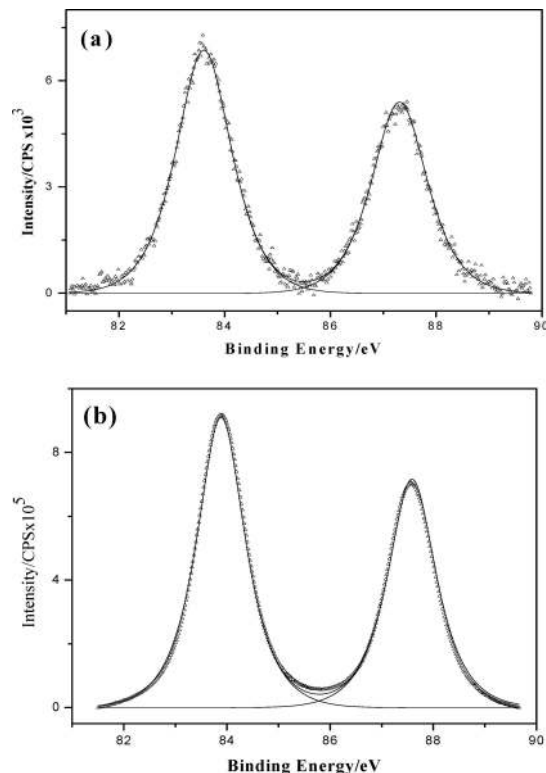 (a)
6
3
0
Intensity/CPS x10³
82 84 86 88 90
Binding Energy/eV
(b)
8
4
0
Intensity/CPSx10⁵
82 84 86 88 90
Binding Energy/eV